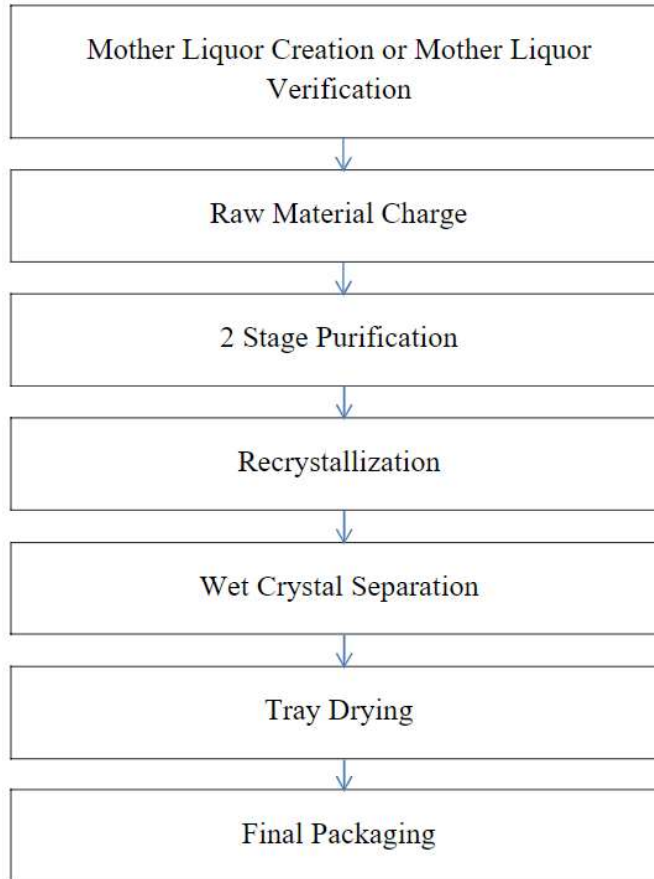 Mother Liquor Creation or Mother Liquor
Verification
Raw Material Charge
2 Stage Purification
Recrystallization
Wet Crystal Separation
Tray Drying
Final Packaging